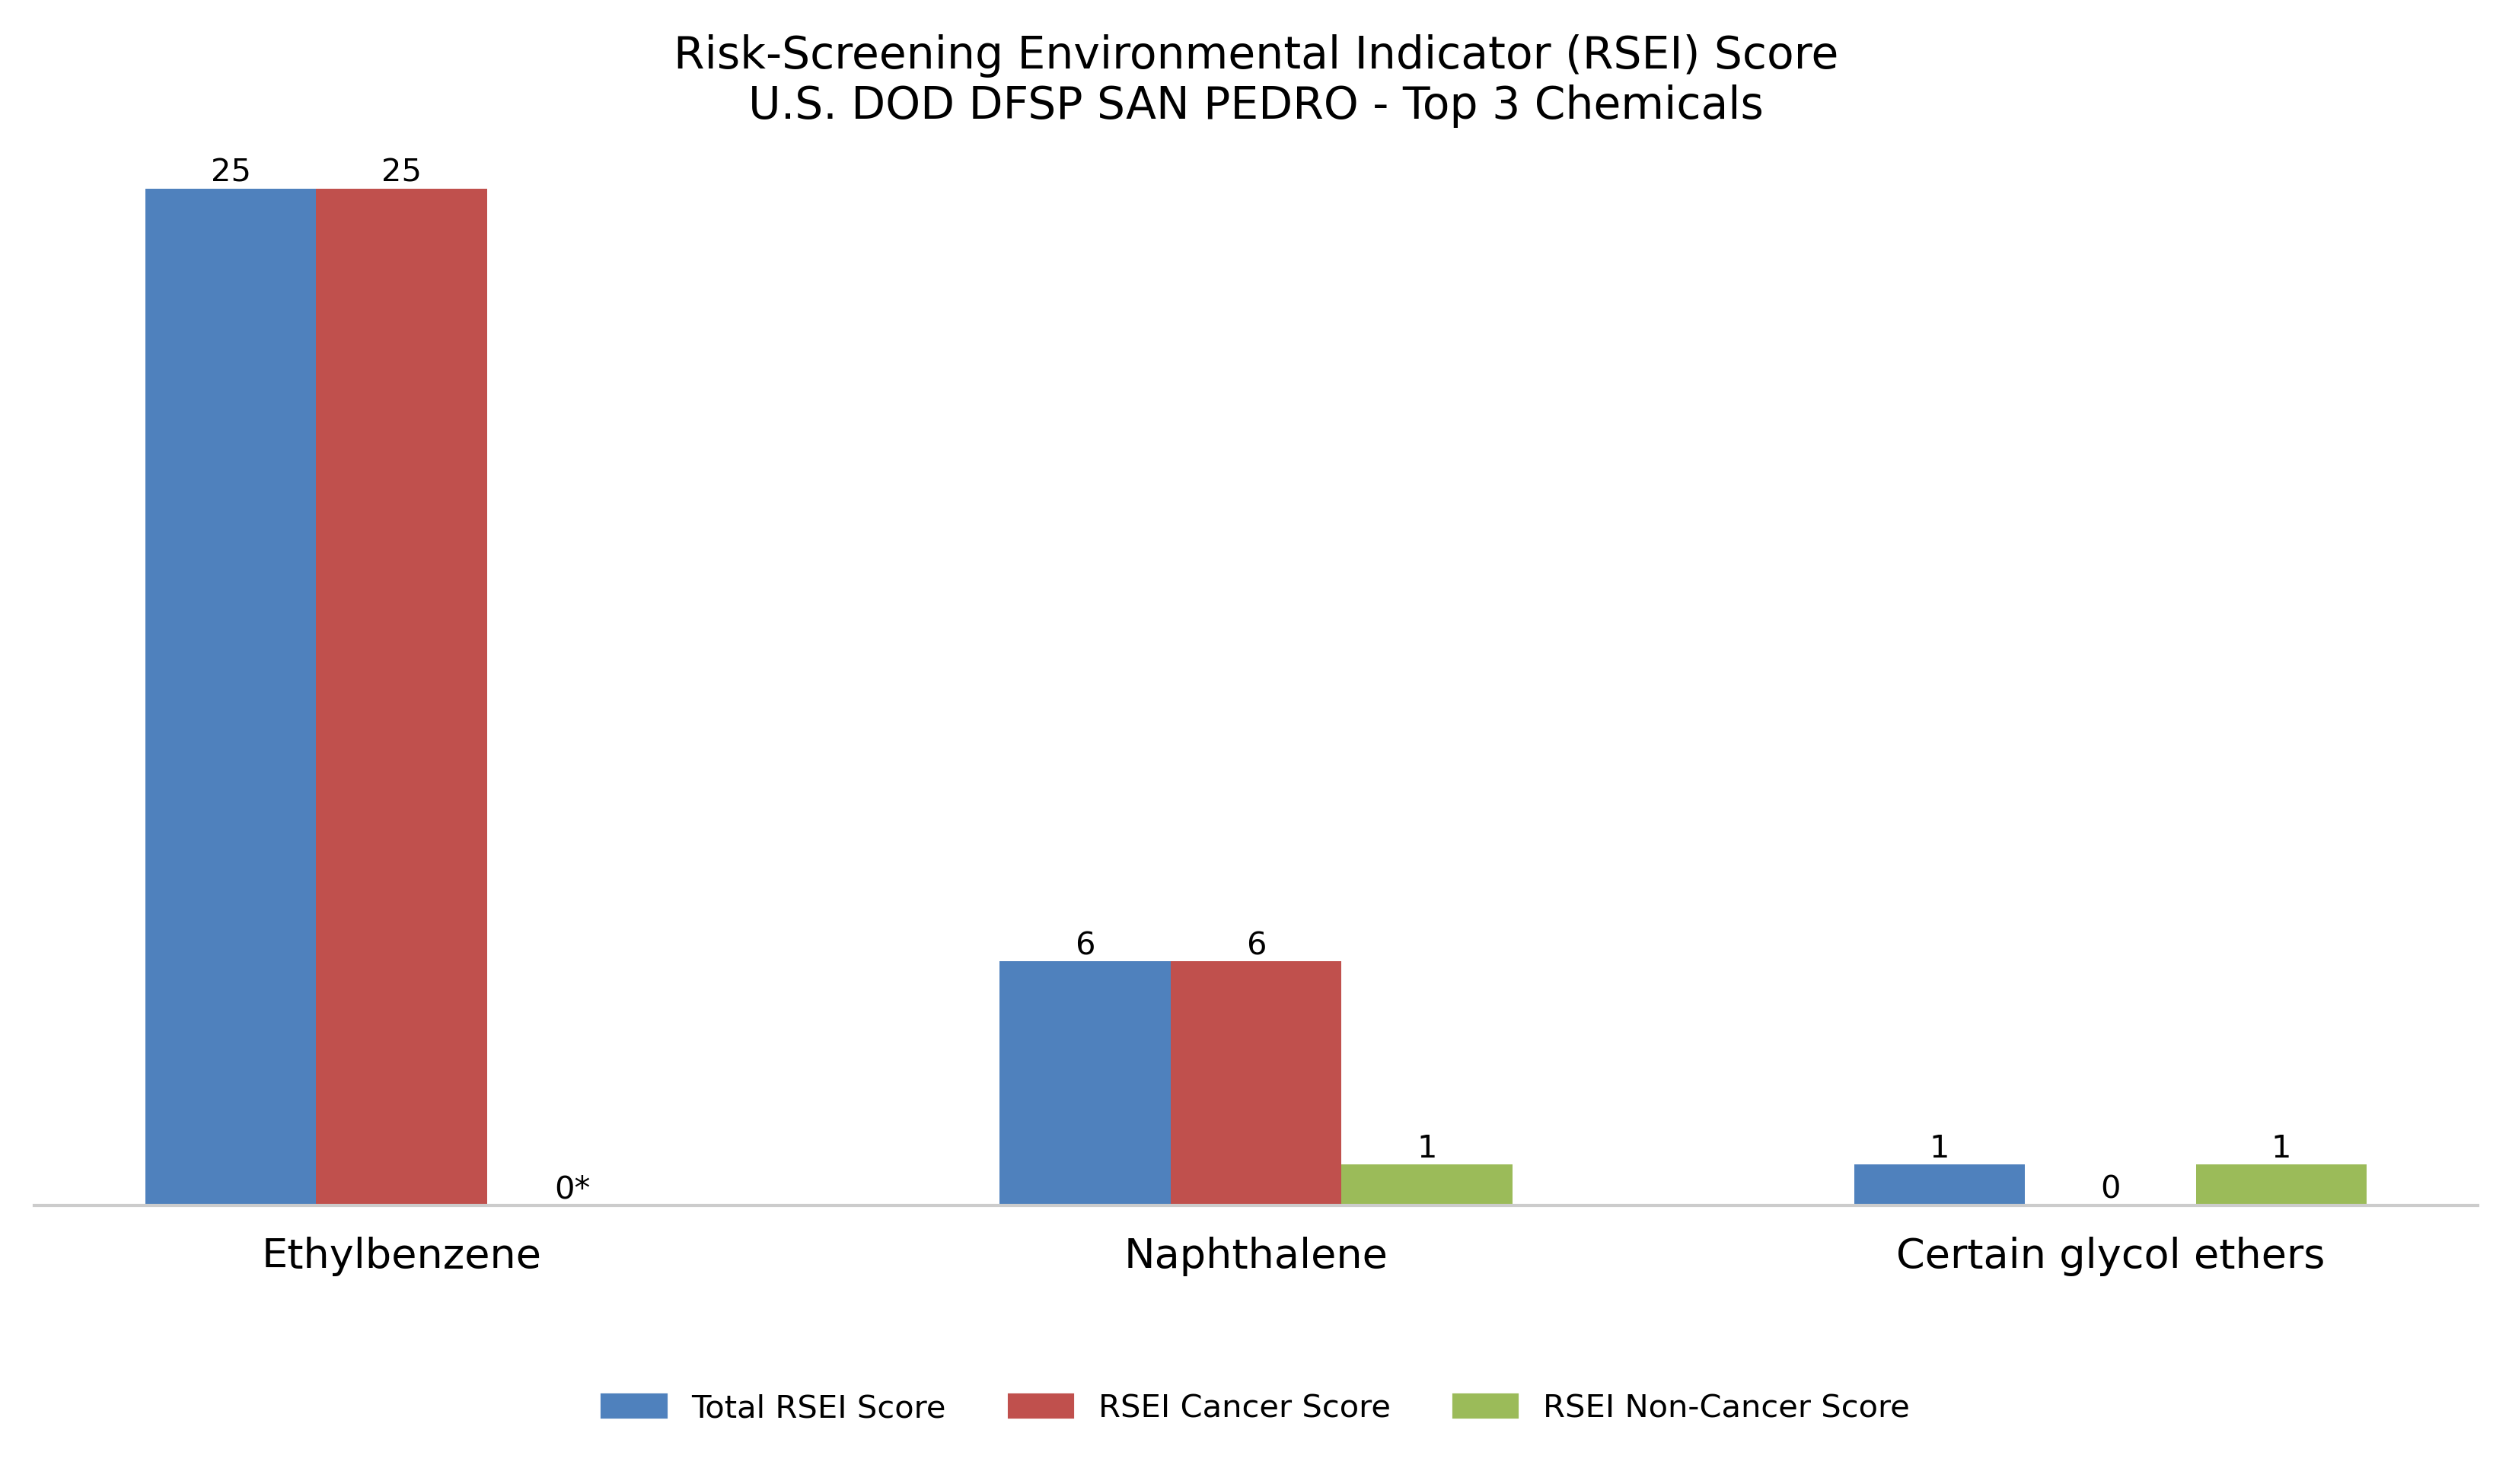 Risk-Screening Environmental Indicator (RSEI) Score
U.S. DOD DFSP SAN PEDRO - Top 3 Chemicals
25 25 0*
6 6 1
1 0 1
Ethylbenzene Naphthalene Certain glycol ethers
Total RSEI Score RSEI Cancer Score RSEI Non-Cancer Score